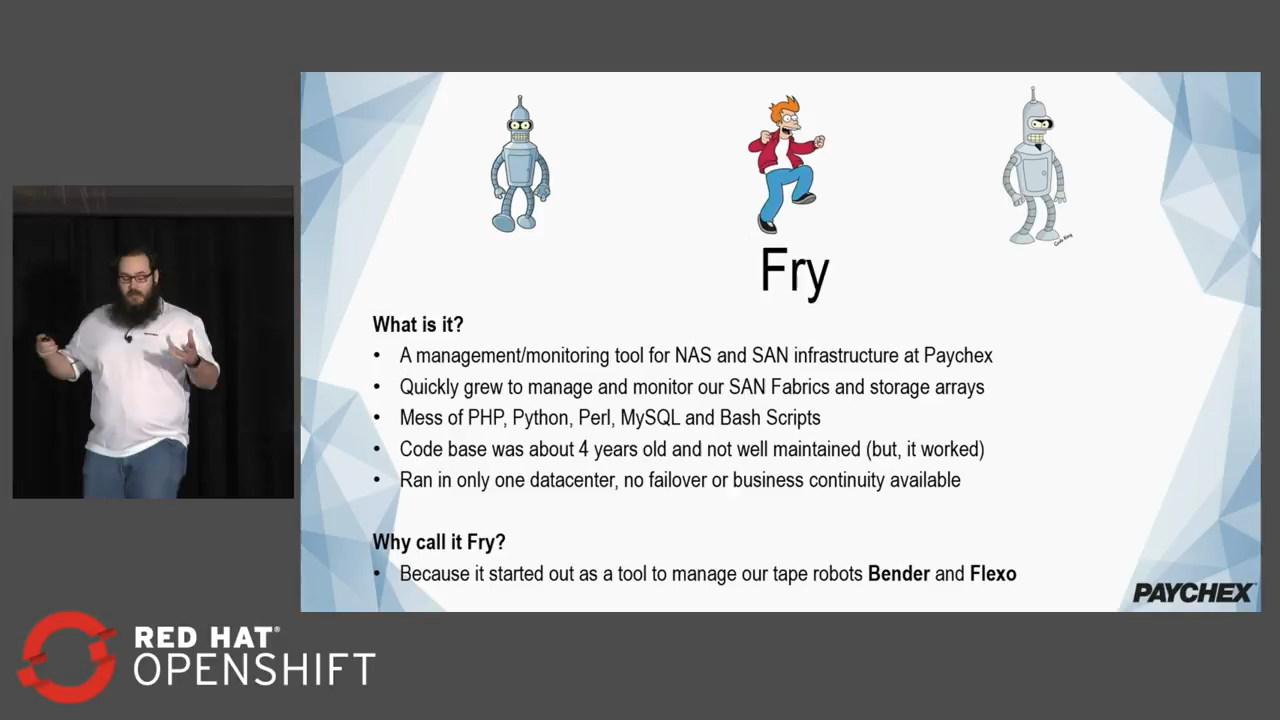 Fry
What is it?
• A management/monitoring tool for NAS and SAN infrastructure at Paychex
• Quickly grew to manage and monitor our SAN Fabrics and storage arrays
• Mess of PHP, Python, Perl, MySQL and Bash Scripts
• Code base was about 4 years old and not well maintained (but, it worked)
• Ran in only one datacenter, no failover or business continuity available
Why call it Fry?
• Because it started out as a tool to manage our tape robots Bender and Flexo
PAYCHEX
RED HAT®
OPENSHIFT